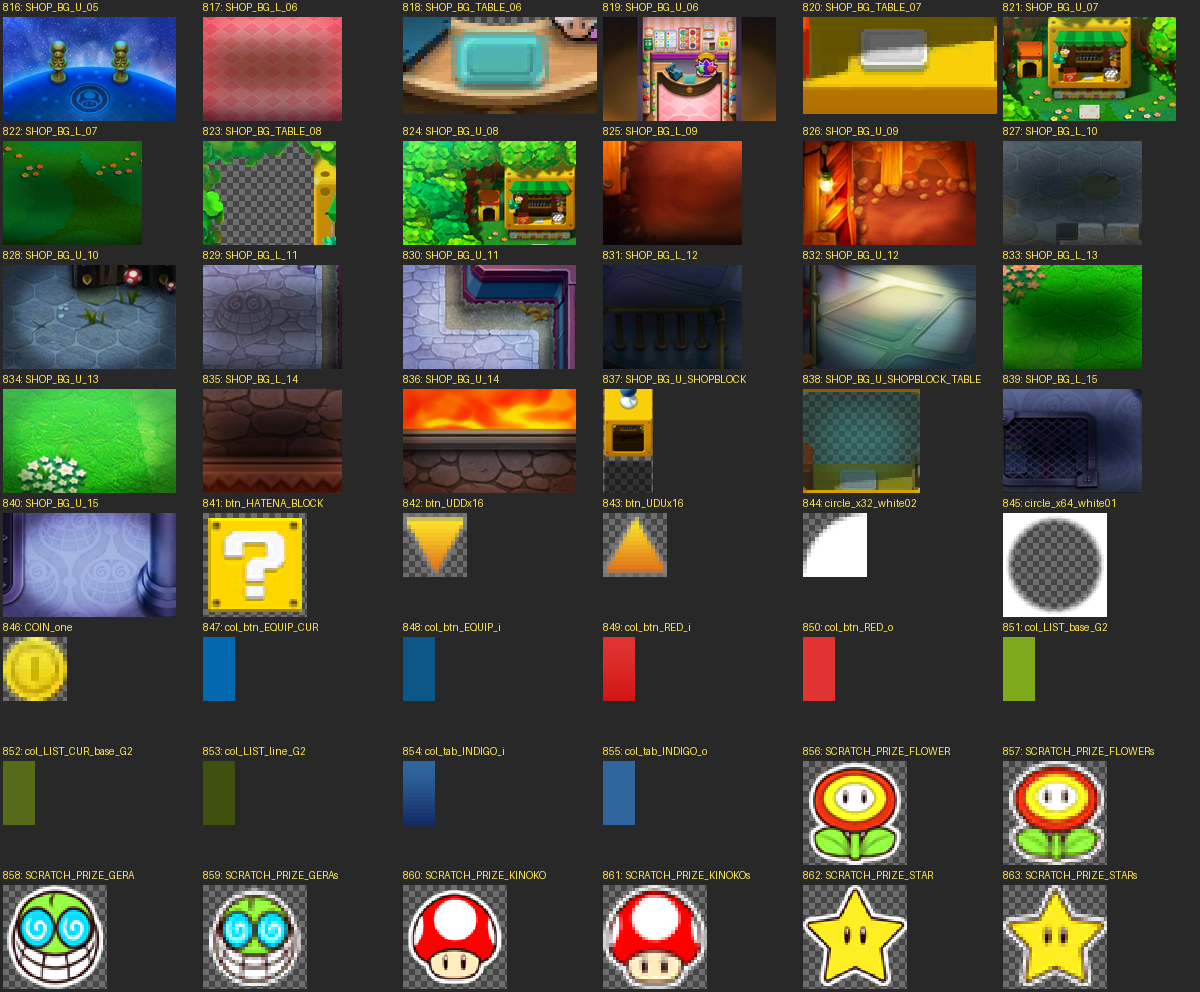 816: SHOP_BG_U_05
817: SHOP_BG_L_06
818: SHOP_BG_TABLE_06
819: SHOP_BG_U_06
820: SHOP_BG_TABLE_07
821: SHOP_BG_U_07
822: SHOP_BG_L_07
823: SHOP_BG_TABLE_08
824: SHOP_BG_U_08
825: SHOP_BG_L_09
826: SHOP_BG_U_09
827: SHOP_BG_L_10
828: SHOP_BG_U_10
829: SHOP_BG_L_11
830: SHOP_BG_U_11
831: SHOP_BG_L_12
832: SHOP_BG_U_12
833: SHOP_BG_L_13
834: SHOP_BG_U_13
835: SHOP_BG_L_14
836: SHOP_BG_U_14
837: SHOP_BG_U_SHOPBLOCK
838: SHOP_BG_U_SHOPBLOCK_TABLE
839: SHOP_BG_L_15
840: SHOP_BG_U_15
841: btn_HATENA_BLOCK
842: btn_UDDx16
843: btn_UDUx16
844: circle_x32_white02
845: circle_x64_white01
?
846: COIN_one
847: col_btn_EQUIP_CUR
848: col_btn_EQUIP_i
849: col_btn_RED_i
850: col_btn_RED_o
851: col_LIST_base_G2
852: col_LIST_CUR_base_G2
853: col_LIST_line_G2
854: col_tab_INDIGO_i
855: col_tab_INDIGO_o
856: SCRATCH_PRIZE_FLOWER
857: SCRATCH_PRIZE_FLOWERs
858: SCRATCH_PRIZE_GERA
859: SCRATCH_PRIZE_GERAs
860: SCRATCH_PRIZE_KINOKO
861: SCRATCH_PRIZE_KINOKOs
862: SCRATCH_PRIZE_STAR
863: SCRATCH_PRIZE_STARs